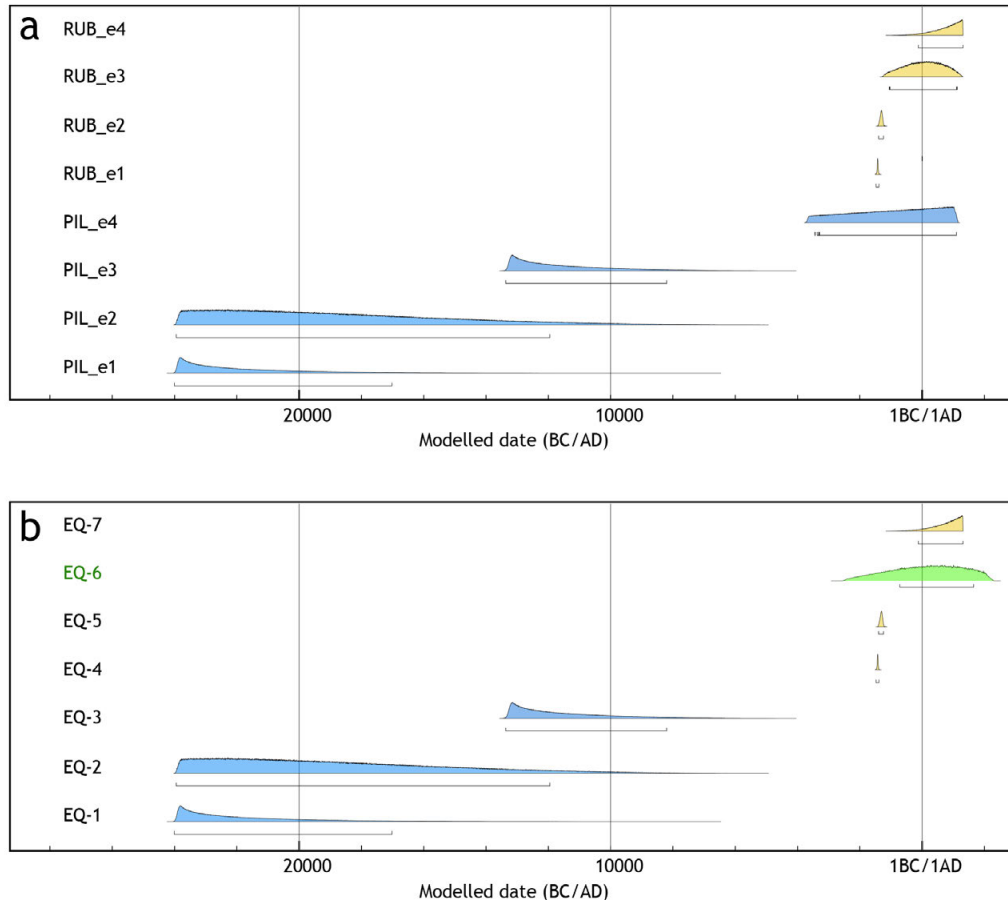 a
RUB_e4
RUB_e3
RUB_e2
RUB_e1
PIL_e4
PIL_e3
PIL_e2
PIL_e1
20000 10000 1BC/1AD
Modelled date (BC/AD)
b
EQ-7
EQ-6
EQ-5
EQ-4
EQ-3
EQ-2
EQ-1
20000 10000 1BC/1AD
Modelled date (BC/AD)